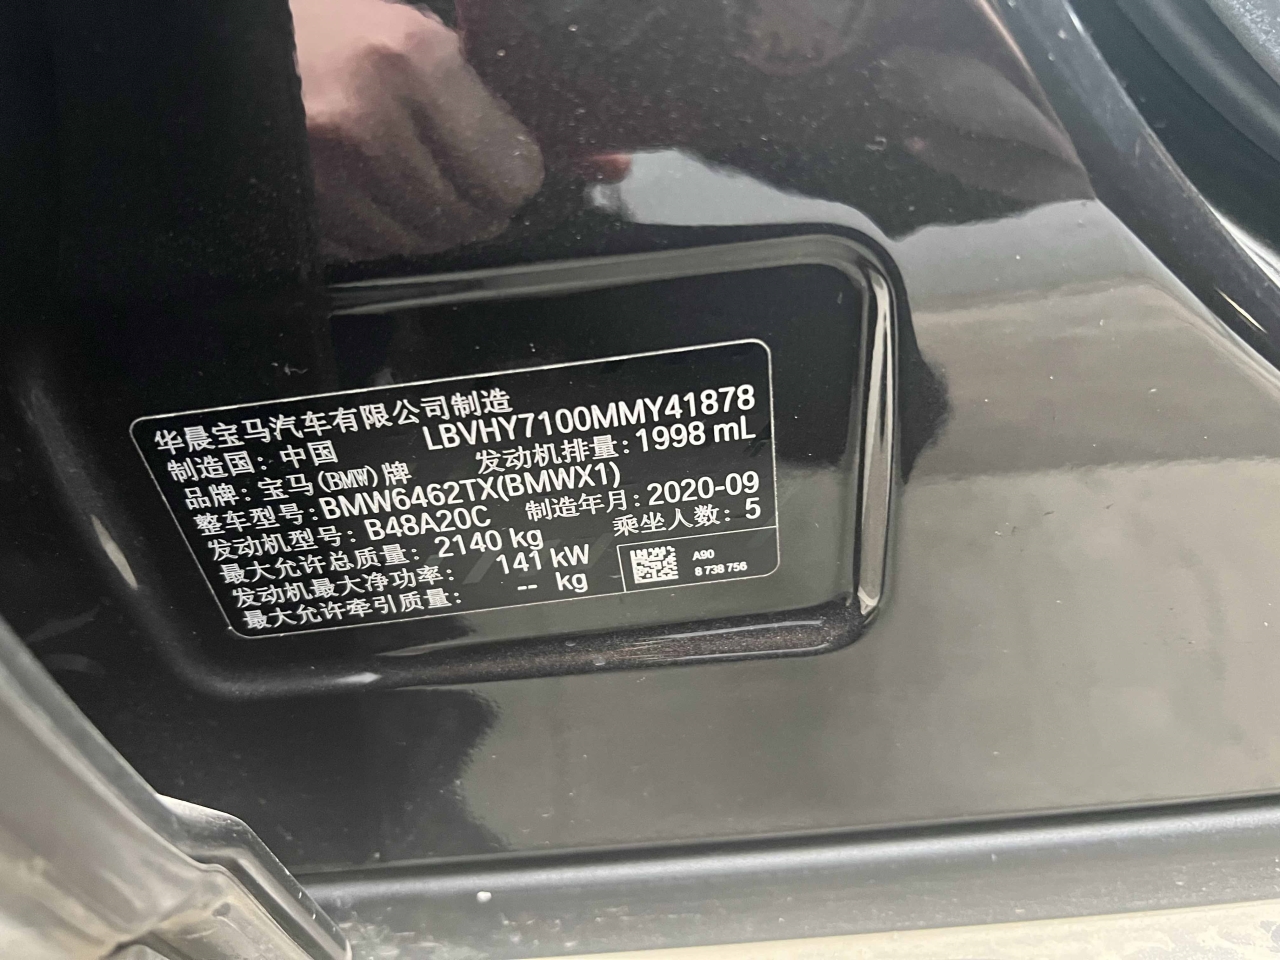 华晨宝马汽车有限公司制造
制造国：中国 LBVHY7100MMY41878
品牌：宝马(BMW)牌 发动机排量：1998 mL
整车型号：BMW6462TX(BMWX1)
发动机型号：B48A20C 制造年月：2020-09
最大允许总质量：2140 kg 乘坐人数：5
发动机最大净功率：141 kW
最大允许牵引质量：-- kg
A90
8 738 756